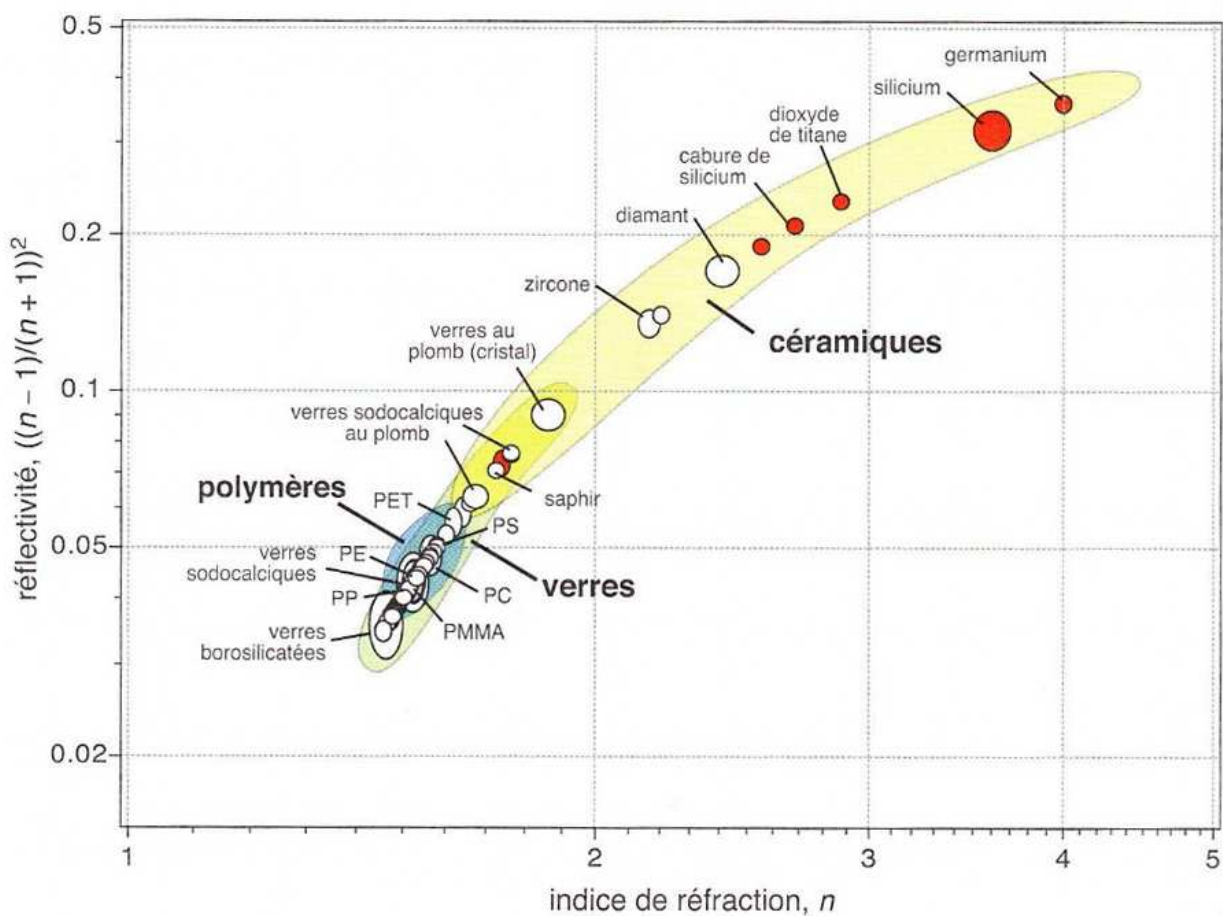 0.5
0.2
0.1
0.05
0.02
réflectivité, ((n − 1)/(n + 1))²
germanium
silicium
dioxyde
de titane
cabure de
silicium
diamant
zircone
céramiques
verres au
plomb (cristal)
verres sodocalciques
au plomb
polymères
saphir
PET
PS
PE
verres
sodocalciques
verres
PP
PC
PMMA
verres
borosilicatées
1
2
3
4
5
indice de réfraction, n